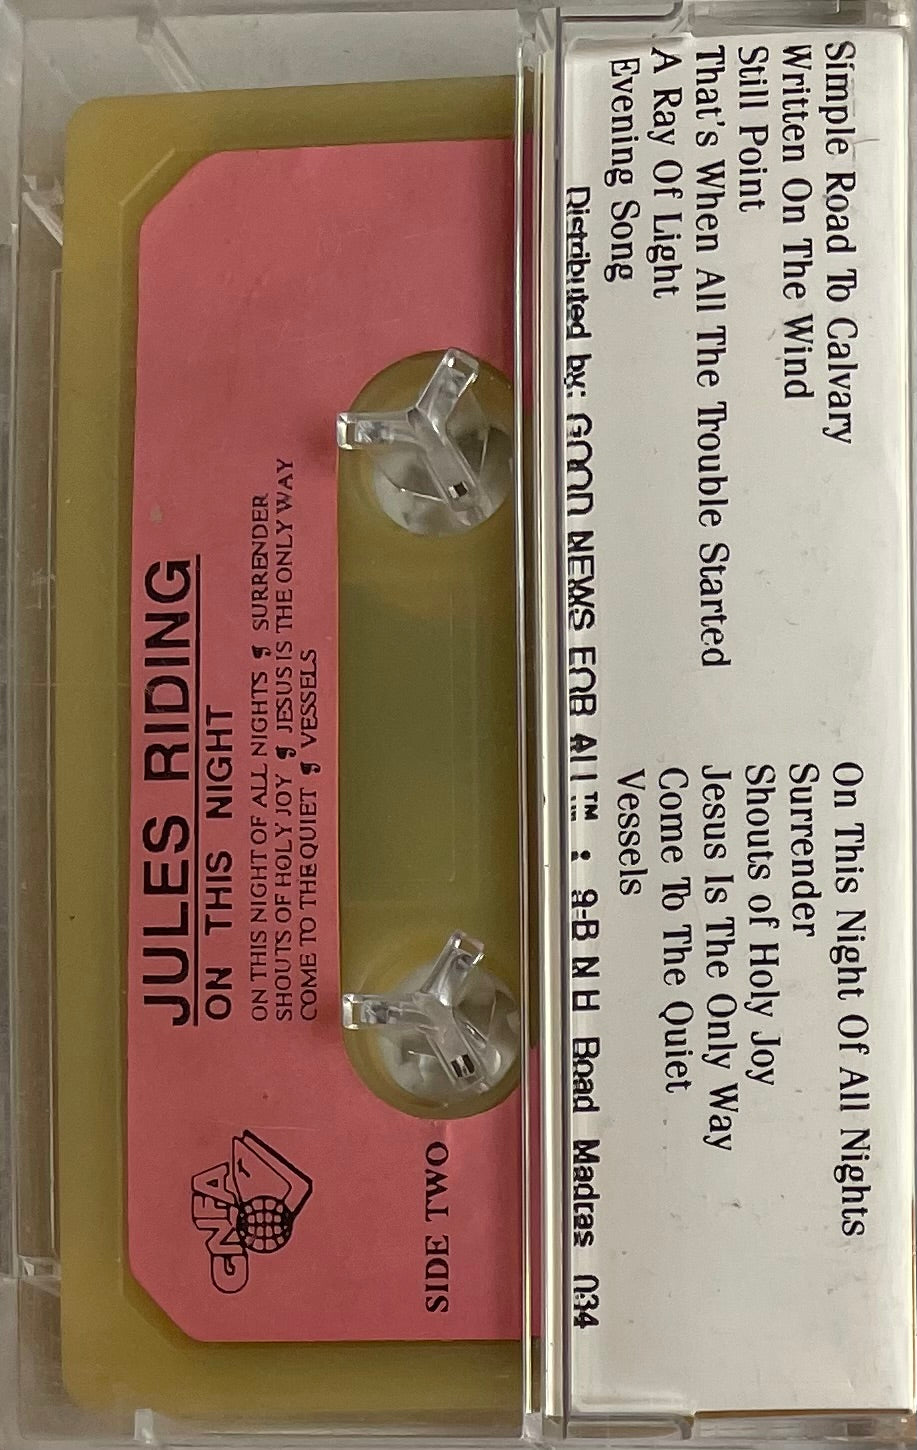 Simple Road To Calvary
Written On The Wind
Still Point
That's When All The Trouble Started
A Ray Of Light
Evening Song
On This Night Of All Nights
Surrender
Shouts of Holy Joy
Jesus Is The Only Way
Come To The Quiet
Vessels
Distributed by: GOOD NEWS FOR ALL™ : 9-B N H Road Madras 034
JULES RIDING
ON THIS NIGHT
ON THIS NIGHT OF ALL NIGHTS ❡ SURRENDER
SHOUTS OF HOLY JOY ❡ JESUS IS THE ONLY WAY
COME TO THE QUIET ❡ VESSELS
GNFA
SIDE TWO